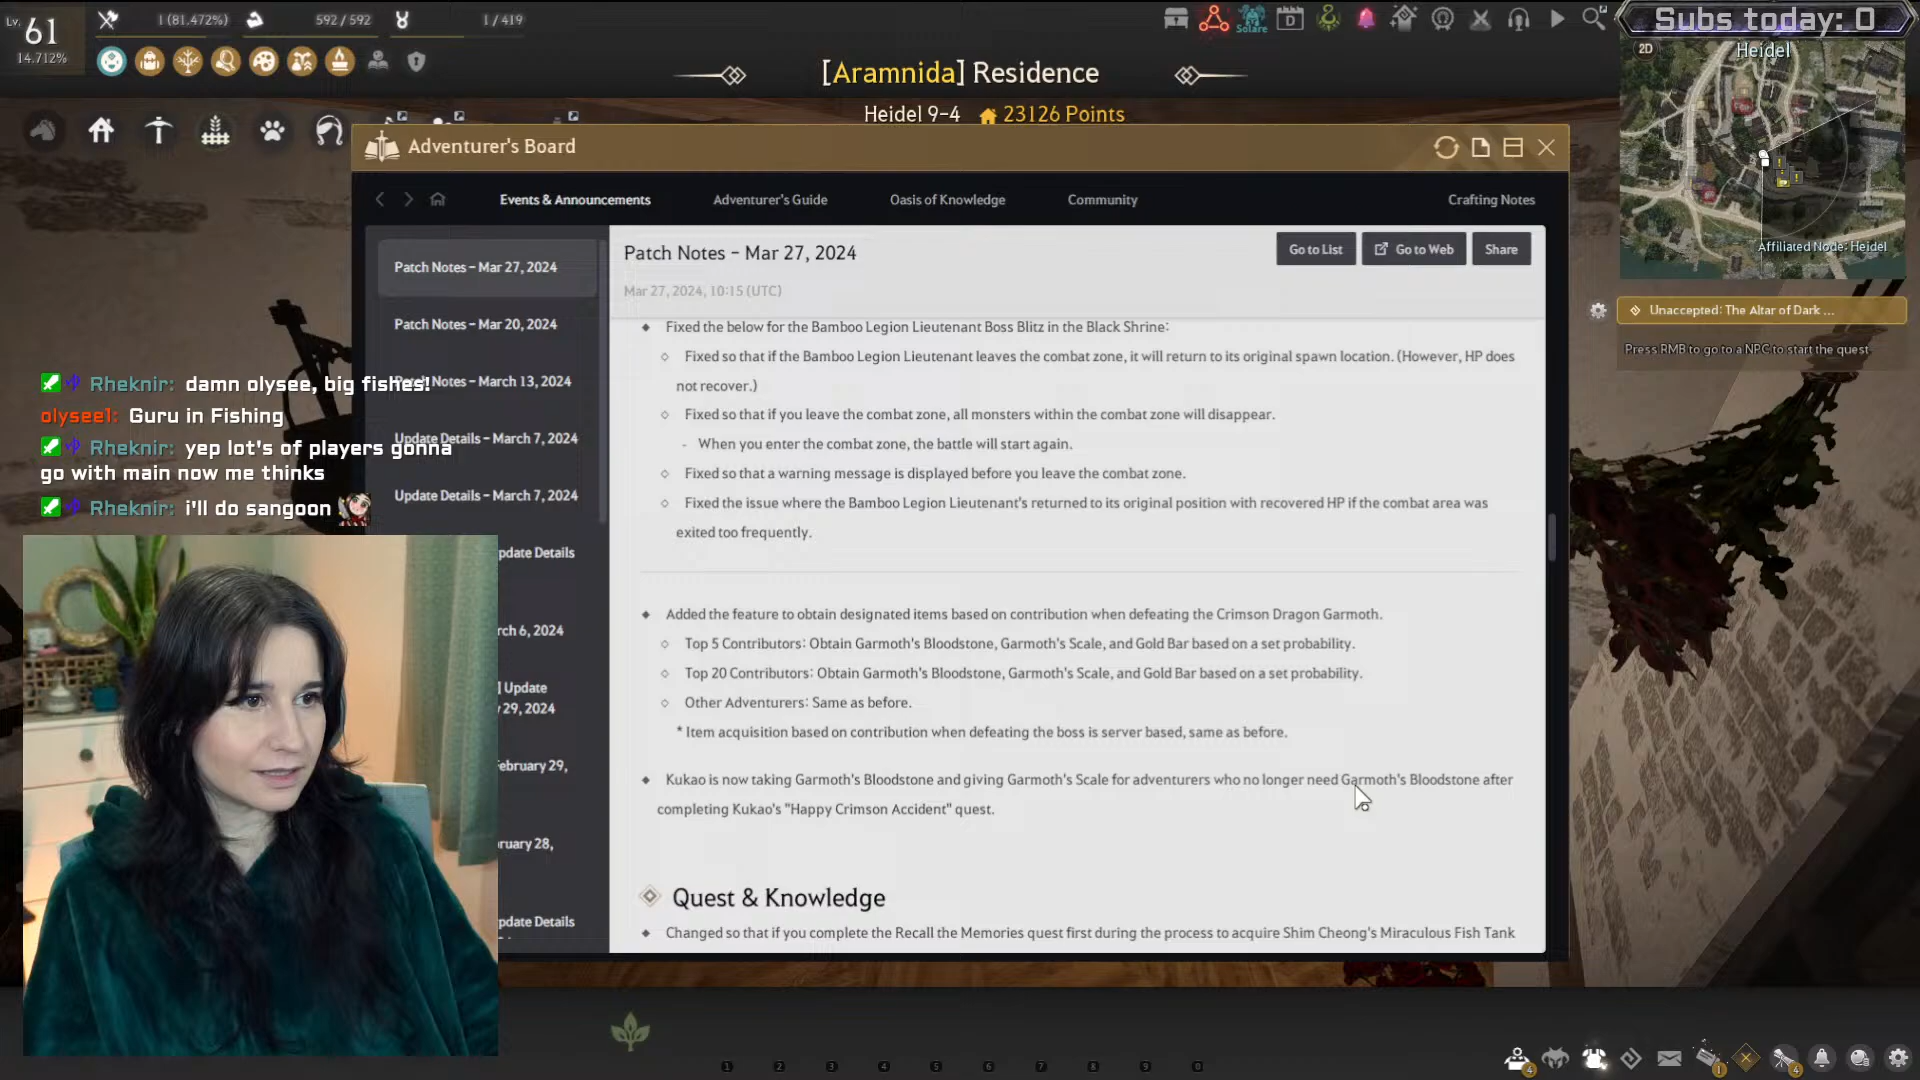 Lv. 61
14.712%
1 (81.472%)
592 / 592
1 / 419
Solare
D
Subs today: 0
2D
Heidel
[Aramnida] Residence
Heidel 9-4
23126 Points
Affiliated Node: Heidel
Unaccepted: The Altar of Dark ...
Press RMB to go to a NPC to start the quest
Adventurer's Board
Events & Announcements
Adventurer's Guide
Oasis of Knowledge
Community
Crafting Notes
Patch Notes - Mar 27, 2024
Patch Notes - Mar 20, 2024
Notes - March 13, 2024
Update Details - March 7, 2024
Update Details - March 7, 2024
pdate Details
rch 6, 2024
] Update
29, 2024
ebruary 29,
ruary 28,
pdate Details
Patch Notes - Mar 27, 2024
Go to List
Go to Web
Share
Mar 27, 2024, 10:15 (UTC)
Fixed the below for the Bamboo Legion Lieutenant Boss Blitz in the Black Shrine:
Fixed so that if the Bamboo Legion Lieutenant leaves the combat zone, it will return to its original spawn location. (However, HP does
not recover.)
Fixed so that if you leave the combat zone, all monsters within the combat zone will disappear.
- When you enter the combat zone, the battle will start again.
Fixed so that a warning message is displayed before you leave the combat zone.
Fixed the issue where the Bamboo Legion Lieutenant's returned to its original position with recovered HP if the combat area was
exited too frequently.
Added the feature to obtain designated items based on contribution when defeating the Crimson Dragon Garmoth.
Top 5 Contributors: Obtain Garmoth's Bloodstone, Garmoth's Scale, and Gold Bar based on a set probability.
Top 20 Contributors: Obtain Garmoth's Bloodstone, Garmoth's Scale, and Gold Bar based on a set probability.
Other Adventurers: Same as before.
* Item acquisition based on contribution when defeating the boss is server based, same as before.
Kukao is now taking Garmoth's Bloodstone and giving Garmoth's Scale for adventurers who no longer need Garmoth's Bloodstone after
completing Kukao's "Happy Crimson Accident" quest.
Quest & Knowledge
Changed so that if you complete the Recall the Memories quest first during the process to acquire Shim Cheong's Miraculous Fish Tank
Rheknir: damn olysee, big fishes!
olysee1: Guru in Fishing
Rheknir: yep lot's of players gonna
go with main now me thinks
Rheknir: i'll do sangoon
1 2 3 4 5 6 7 8 9 0
4
1
4